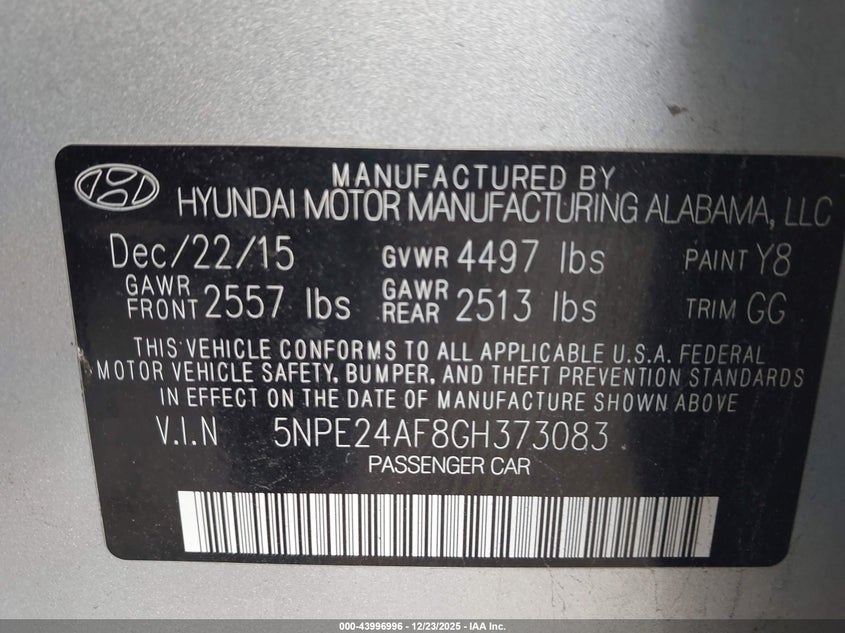 MANUFACTURED BY
HYUNDAI MOTOR MANUFACTURING ALABAMA, LLC
Dec/22/15 GVWR 4497 lbs PAINT Y8
GAWR FRONT 2557 lbs GAWR REAR 2513 lbs TRIM GG
THIS VEHICLE CONFORMS TO ALL APPLICABLE U.S.A. FEDERAL
MOTOR VEHICLE SAFETY, BUMPER, AND THEFT PREVENTION STANDARDS
IN EFFECT ON THE DATE OF MANUFACTURE SHOWN ABOVE
V.I.N 5NPE24AF8GH373083
PASSENGER CAR
000-43996996 - 12/23/2025 - IAA Inc.